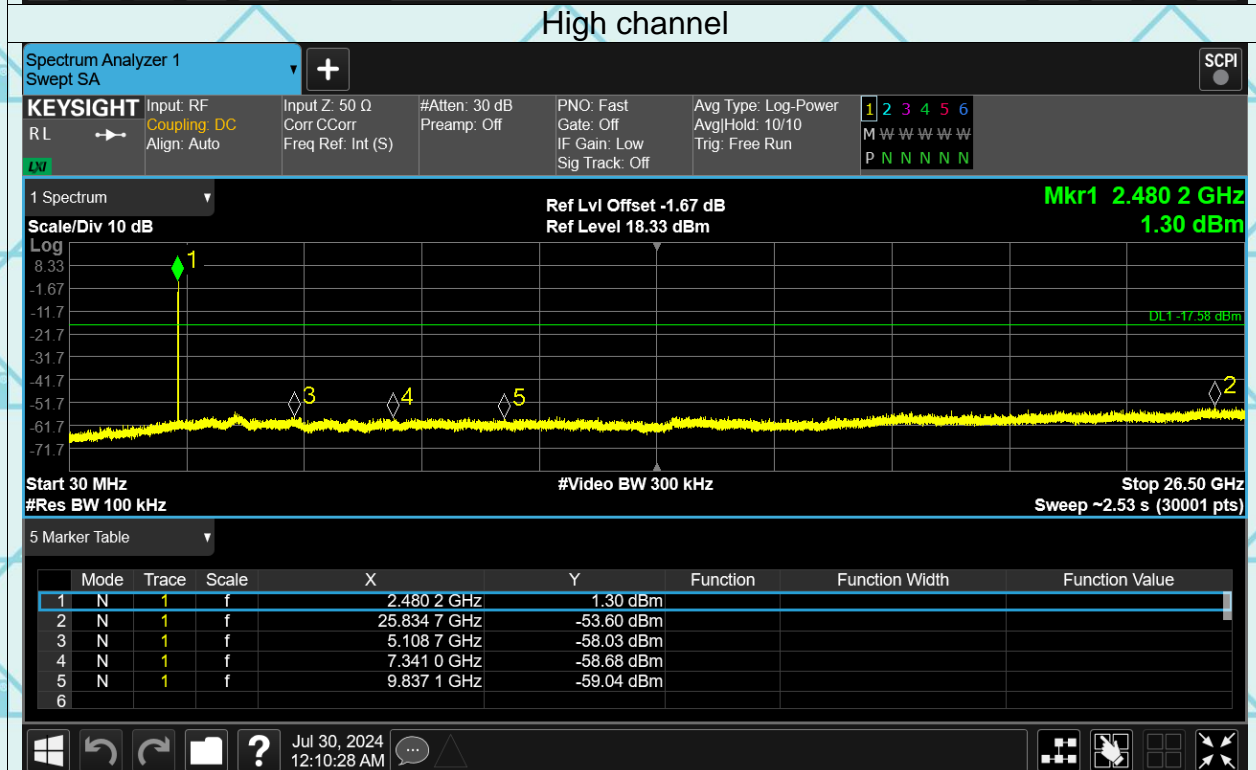 High channel
Spectrum Analyzer 1
Swept SA
+
SCPI
KEYSIGHT
RL
LXI
Input: RF
Coupling: DC
Align: Auto
Input Z: 50 Ω
Corr CCorr
Freq Ref: Int (S)
#Atten: 30 dB
Preamp: Off
PNO: Fast
Gate: Off
IF Gain: Low
Sig Track: Off
Avg Type: Log-Power
Avg|Hold: 10/10
Trig: Free Run
1 2 3 4 5 6
M W W W W W
P N N N N N
1 Spectrum
Scale/Div 10 dB
Ref Lvl Offset -1.67 dB
Ref Level 18.33 dBm
Mkr1 2.480 2 GHz
1.30 dBm
Log
8.33
-1.67
-11.7
-21.7
-31.7
-41.7
-51.7
-61.7
-71.7
1
DL1 -17.58 dBm
3
4
5
2
Start 30 MHz
#Res BW 100 kHz
#Video BW 300 kHz
Stop 26.50 GHz
Sweep ~2.53 s (30001 pts)
5 Marker Table
Mode Trace Scale X Y Function Function Width Function Value
1 N 1 f 2.480 2 GHz 1.30 dBm
2 N 1 f 25.834 7 GHz -53.60 dBm
3 N 1 f 5.108 7 GHz -58.03 dBm
4 N 1 f 7.341 0 GHz -58.68 dBm
5 N 1 f 9.837 1 GHz -59.04 dBm
6
?
Jul 30, 2024
12:10:28 AM